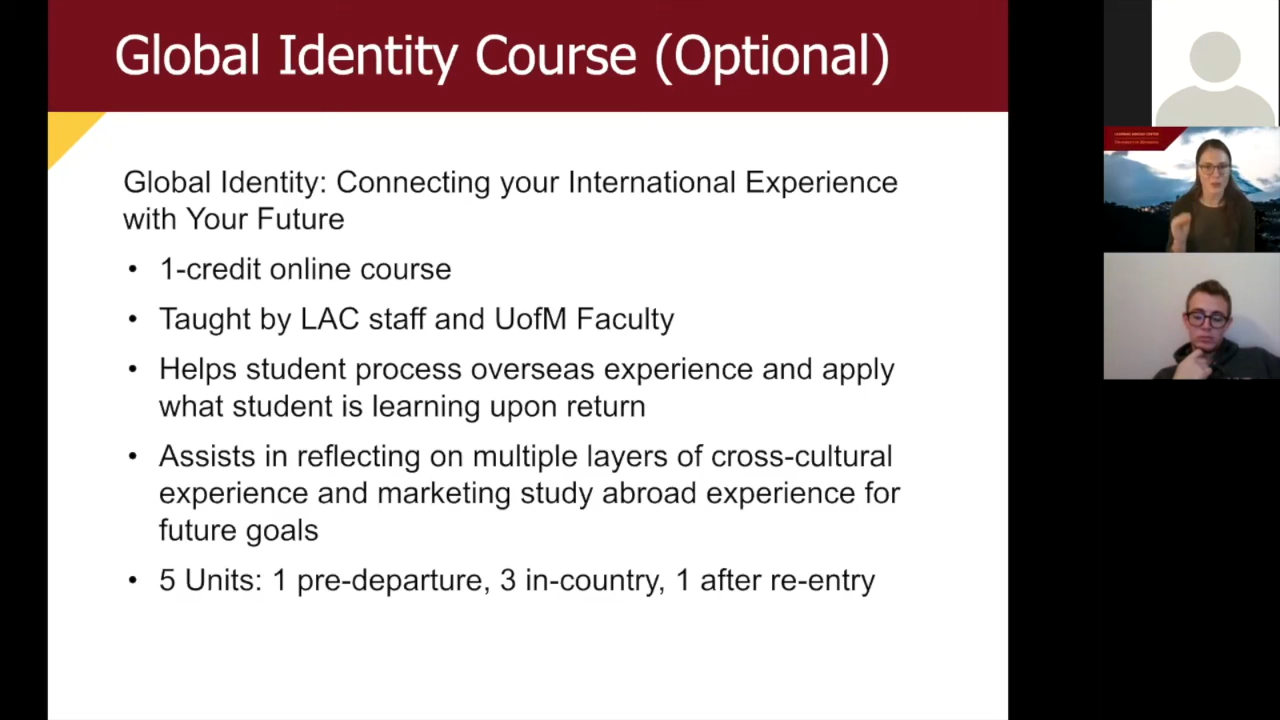 Global Identity Course (Optional)
Global Identity: Connecting your International Experience
with Your Future
• 1-credit online course
• Taught by LAC staff and UofM Faculty
• Helps student process overseas experience and apply
what student is learning upon return
• Assists in reflecting on multiple layers of cross-cultural
experience and marketing study abroad experience for
future goals
• 5 Units: 1 pre-departure, 3 in-country, 1 after re-entry